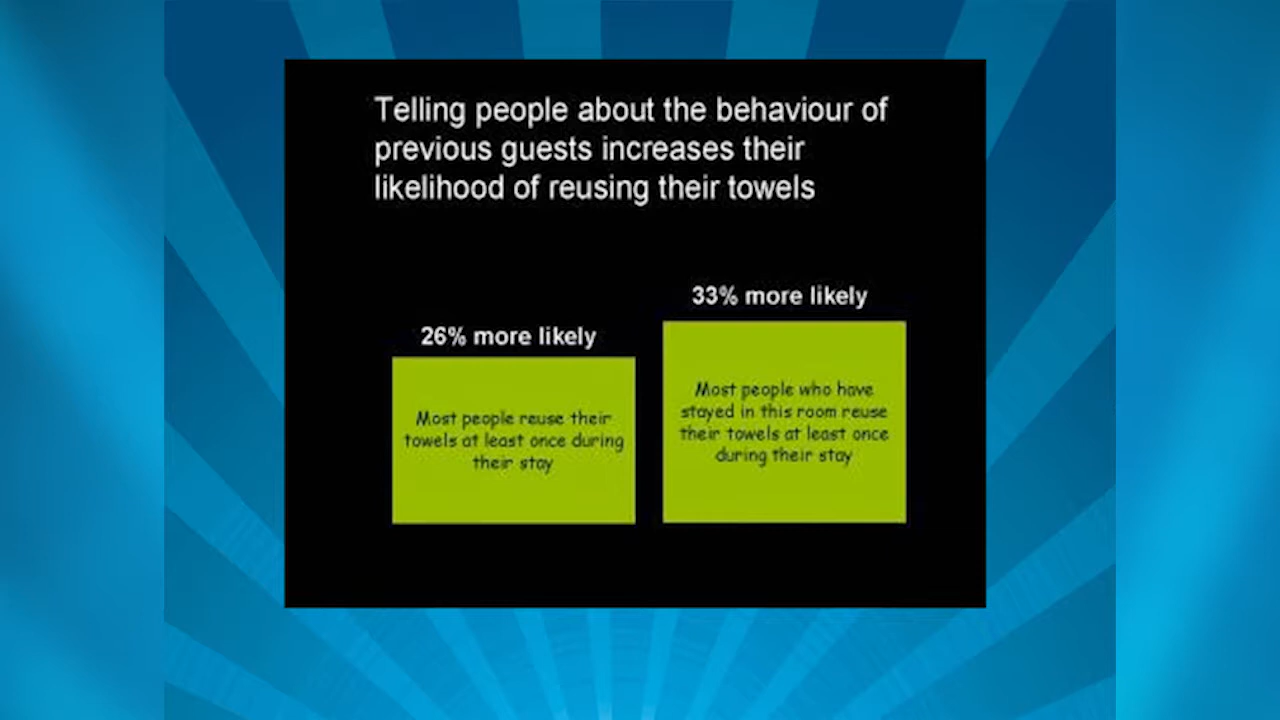 Telling people about the behaviour of
previous guests increases their
likelihood of reusing their towels
26% more likely
Most people reuse their
towels at least once during
their stay
33% more likely
Most people who have
stayed in this room reuse
their towels at least once
during their stay